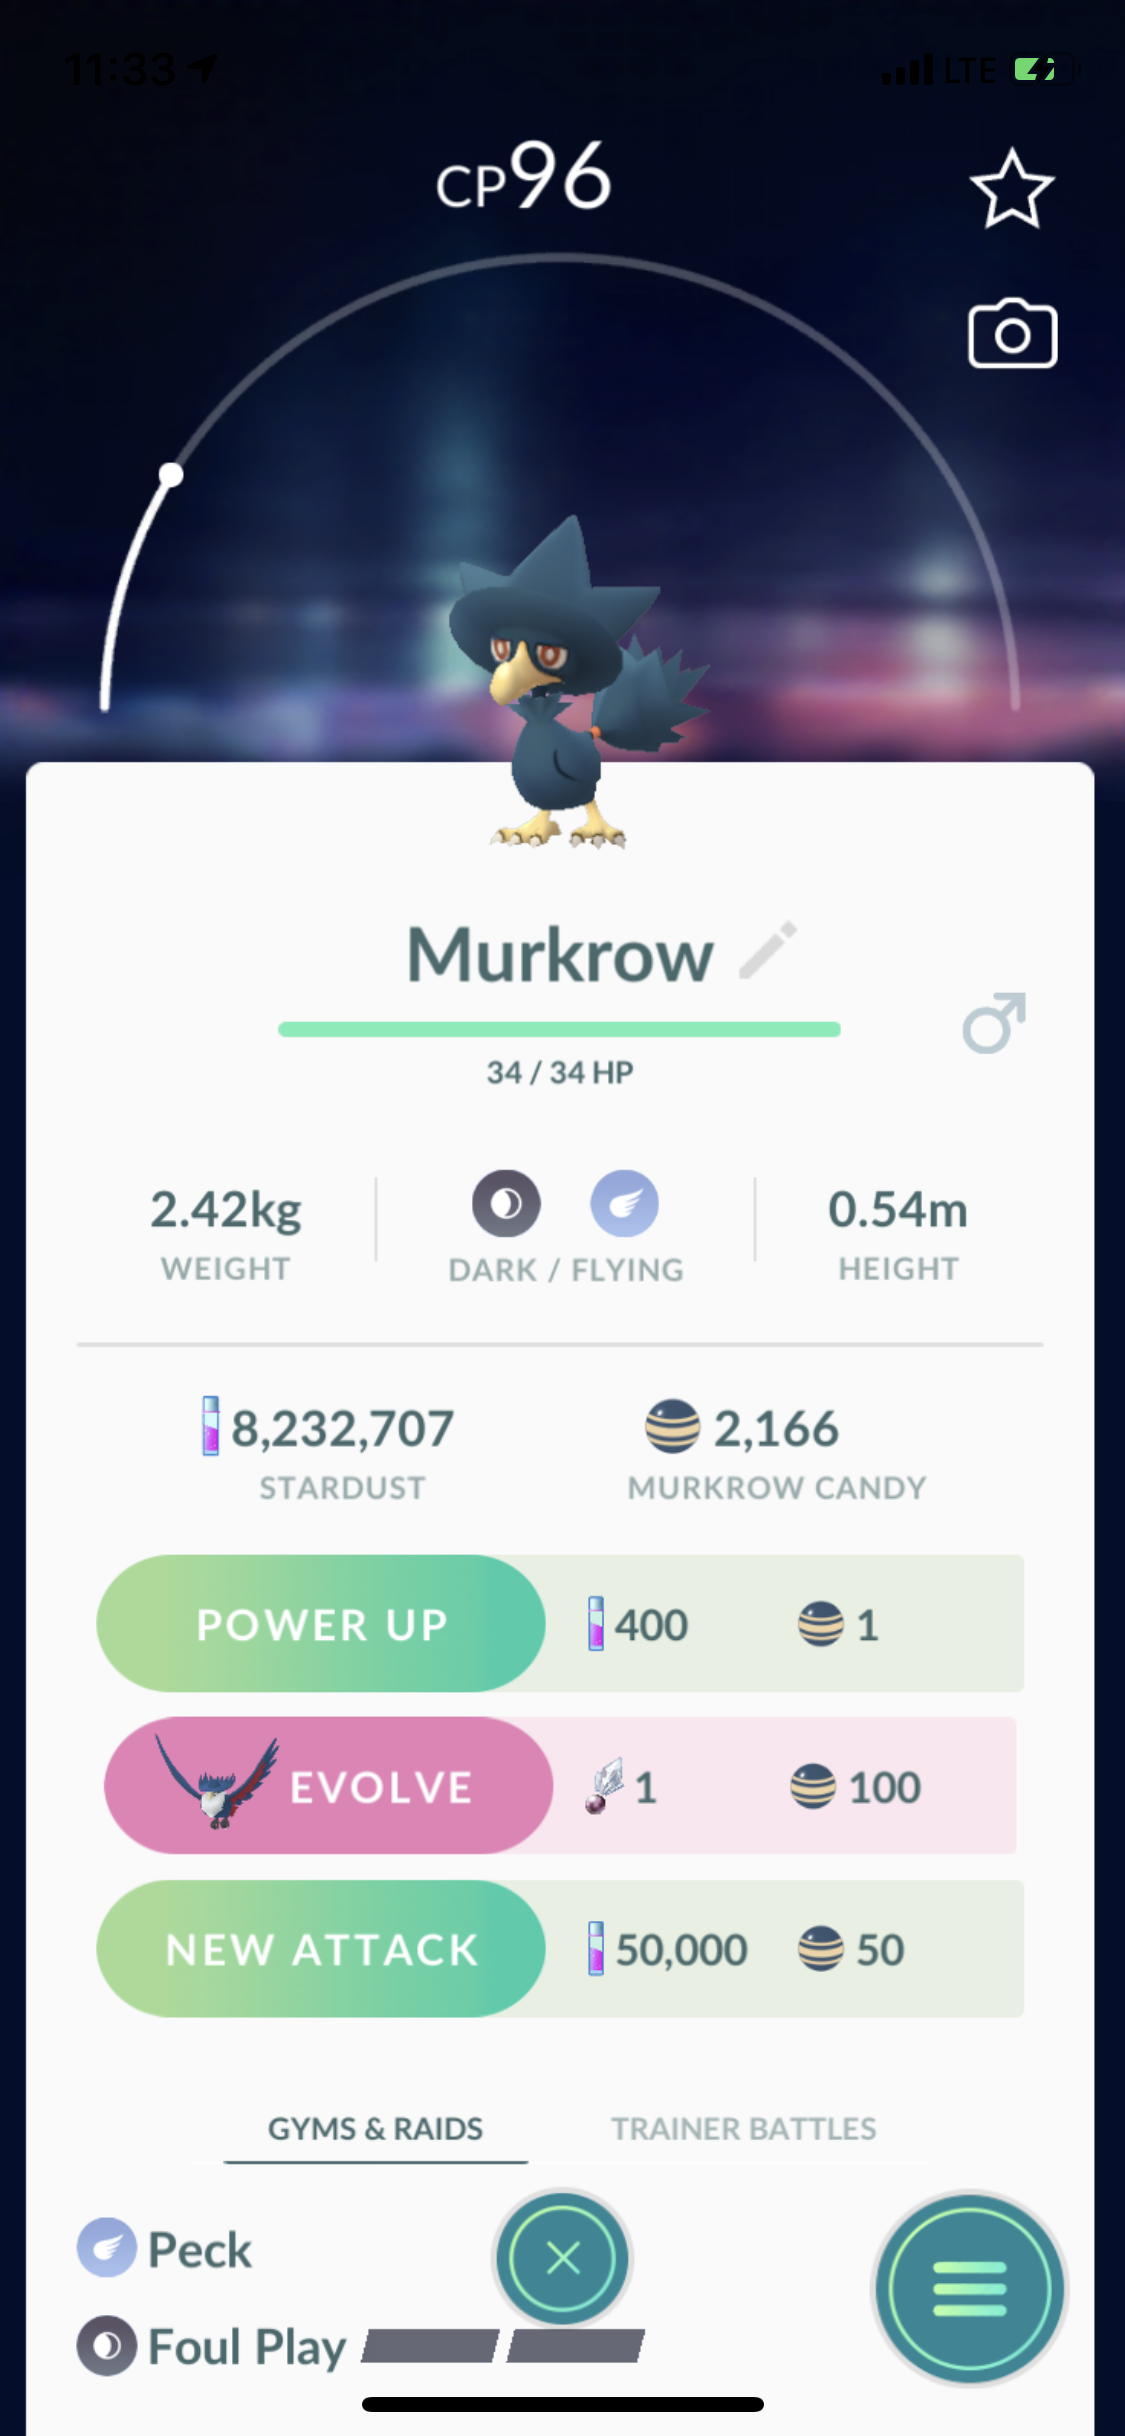 11:33 LTE
CP96
Murkrow
34 / 34 HP
2.42kg
WEIGHT
DARK / FLYING
0.54m
HEIGHT
8,232,707
STARDUST
2,166
MURKROW CANDY
POWER UP 400 1
EVOLVE 1 100
NEW ATTACK 50,000 50
GYMS & RAIDS TRAINER BATTLES
Peck
Foul Play